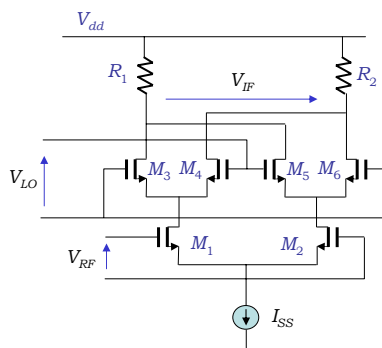 V_dd
R_1 V_IF R_2
V_LO M_3 M_4 M_5 M_6
V_RF M_1 M_2
I_SS